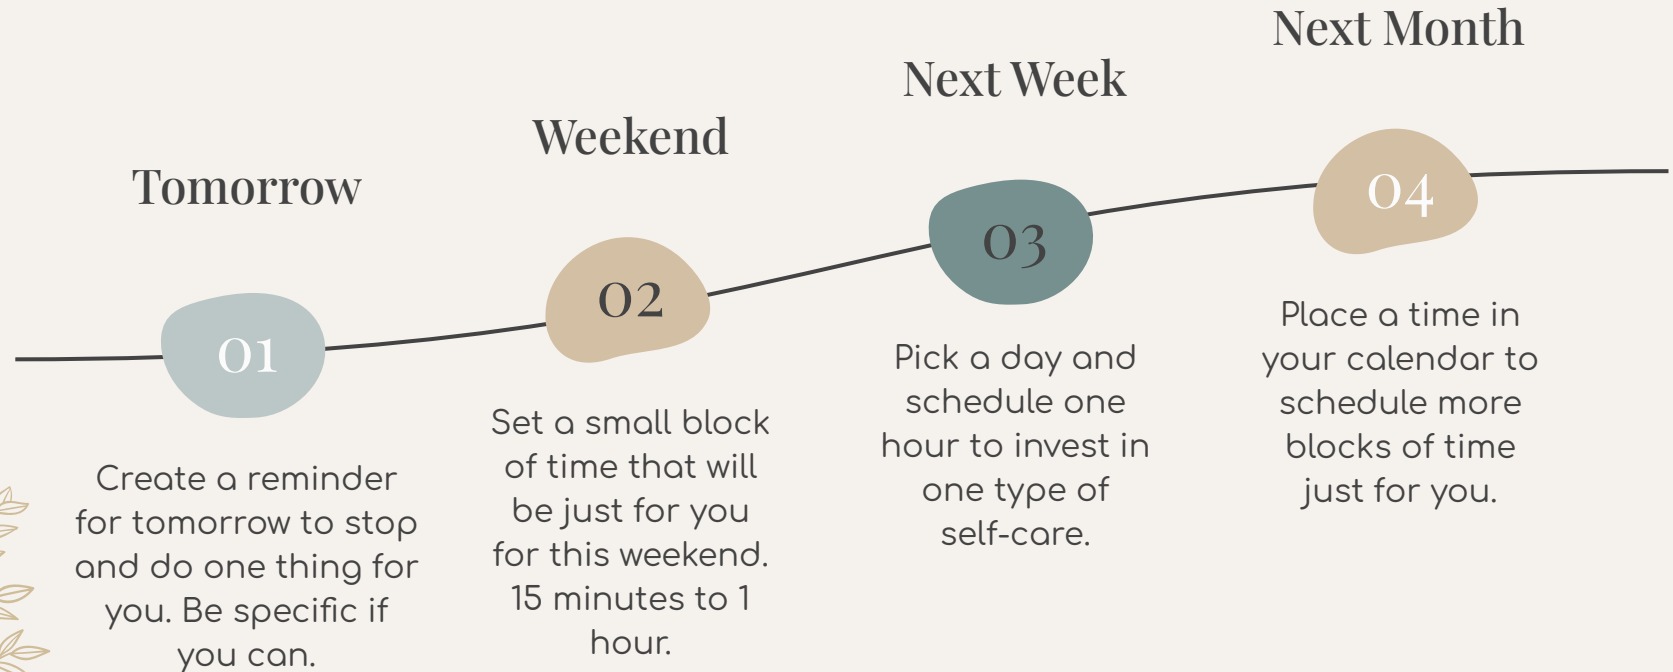 Tomorrow
01
Create a reminder
for tomorrow to stop
and do one thing for
you. Be specific if
you can.
Weekend
02
Set a small block
of time that will
be just for you
for this weekend.
15 minutes to 1
hour.
Next Week
03
Pick a day and
schedule one
hour to invest in
one type of
self-care.
Next Month
04
Place a time in
your calendar to
schedule more
blocks of time
just for you.